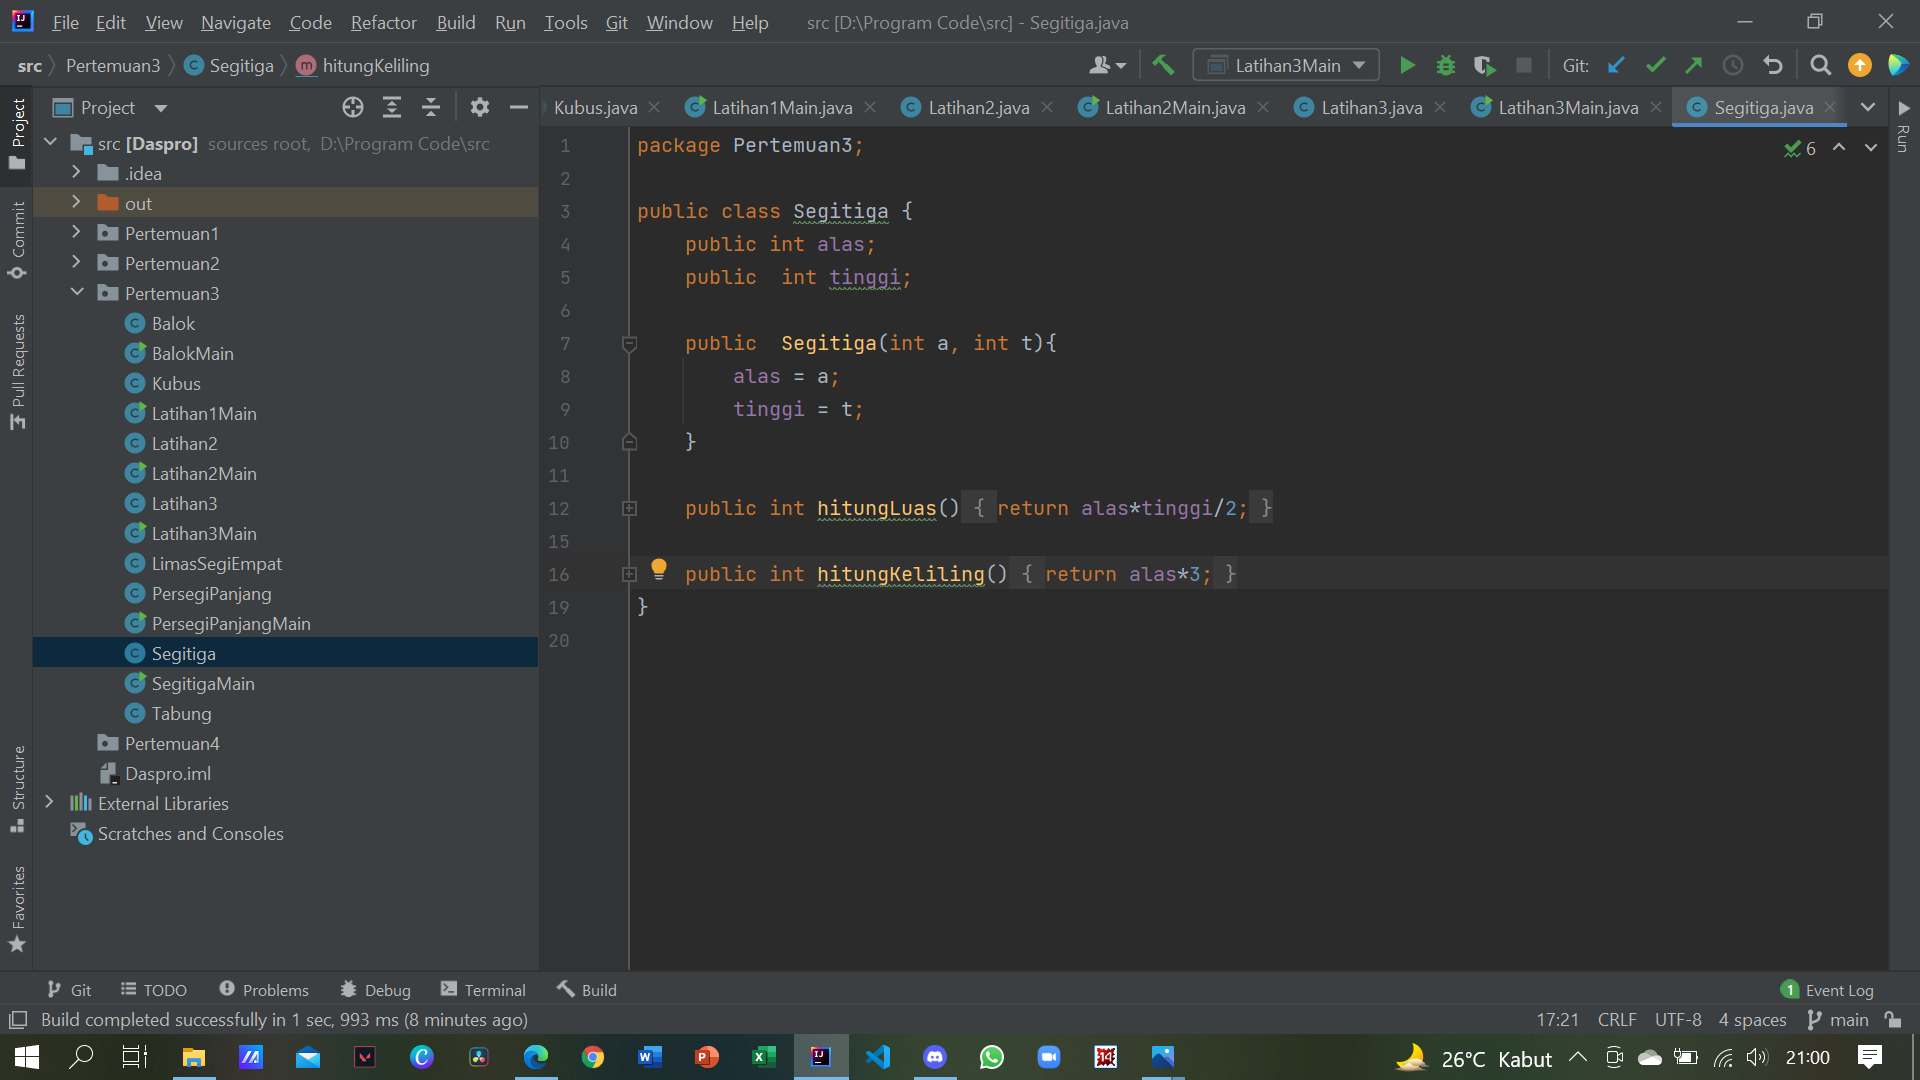 File Edit View Navigate Code Refactor Build Run Tools Git Window Help src [D:\Program Code\src] - Segitiga.java
src Pertemuan3 Segitiga hitungKeliling Latihan3Main Git:
Project
Kubus.java Latihan1Main.java Latihan2.java Latihan2Main.java Latihan3.java Latihan3Main.java Segitiga.java
src [Daspro] sources root, D:\Program Code\src
.idea
out
Pertemuan1
Pertemuan2
Pertemuan3
Balok
BalokMain
Kubus
Latihan1Main
Latihan2
Latihan2Main
Latihan3
Latihan3Main
LimasSegiEmpat
PersegiPanjang
PersegiPanjangMain
Segitiga
SegitigaMain
Tabung
Pertemuan4
Daspro.iml
External Libraries
Scratches and Consoles
Project
Commit
Pull Requests
Structure
Favorites
1 package Pertemuan3;
2
3 public class Segitiga {
4 public int alas;
5 public  int tinggi;
6
7 public  Segitiga(int a, int t){
8 alas = a;
9 tinggi = t;
10 }
11
12 public int hitungLuas() { return alas*tinggi/2; }
15
16 public int hitungKeliling() { return alas*3; }
19 }
20
6
Run
Git TODO Problems Debug Terminal Build 1 Event Log
Build completed successfully in 1 sec, 993 ms (8 minutes ago) 17:21 CRLF UTF-8 4 spaces main
26°C Kabut 21:00